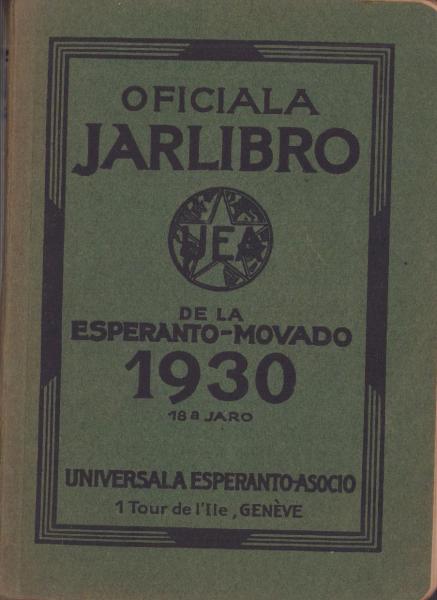 OFICIALA
JARLIBRO
UEA
DE LA
ESPERANTO-MOVADO
1930
18a JARO
UNIVERSALA ESPERANTO-ASOCIO
1 Tour de l'Ile, GENÈVE